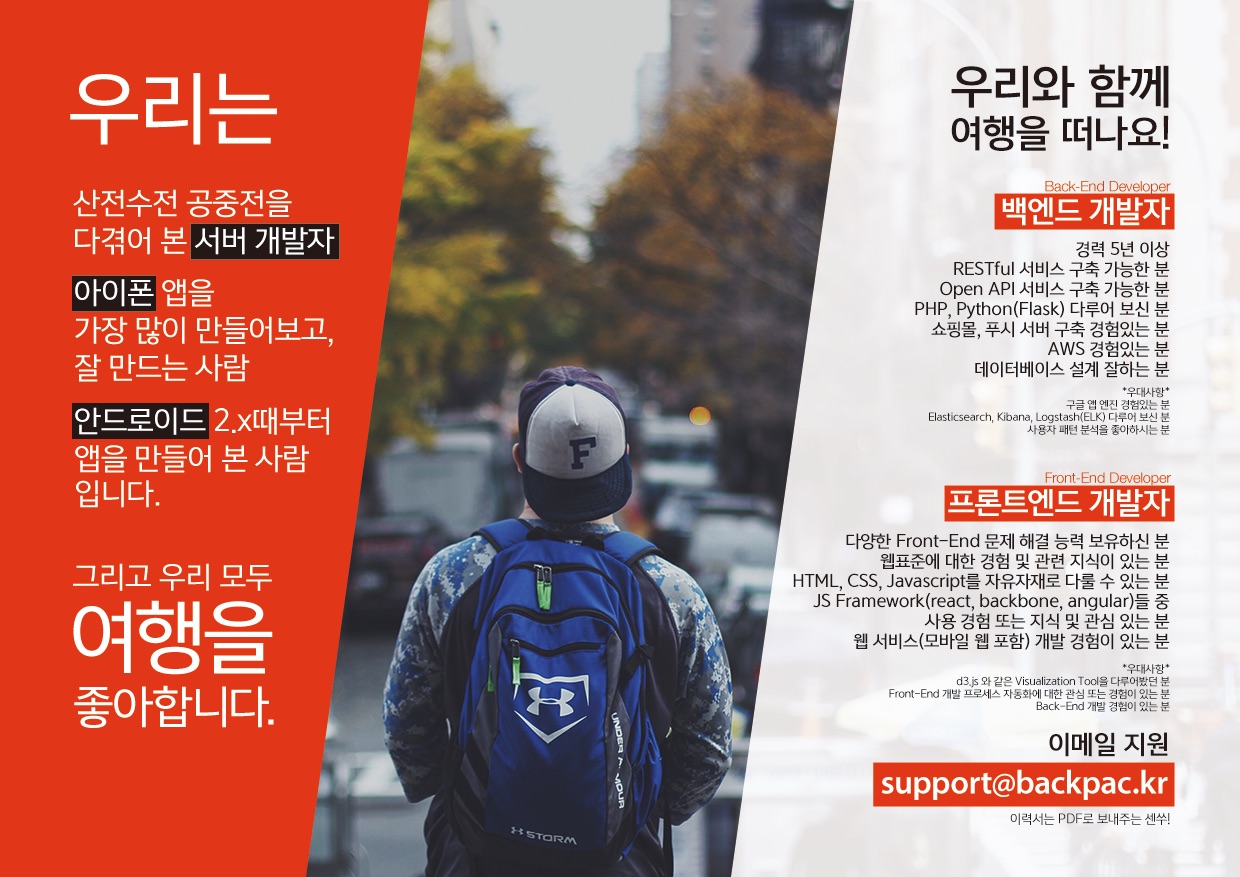 우리는
산전수전 공중전을
다겪어 본 서버 개발자
아이폰 앱을
가장 많이 만들어보고,
잘 만드는 사람
안드로이드 2.x때부터
앱을 만들어 본 사람
입니다.
그리고 우리 모두
여행을
좋아합니다.
F
UNDER ARMOUR
STORM
우리와 함께
여행을 떠나요!
Back-End Developer
백엔드 개발자
경력 5년 이상
RESTful 서비스 구축 가능한 분
Open API 서비스 구축 가능한 분
PHP, Python(Flask) 다루어 보신 분
쇼핑몰, 푸시 서버 구축 경험있는 분
AWS 경험있는 분
데이터베이스 설계 잘하는 분
*우대사항*
구글 앱 엔진 경험있는 분
Elasticsearch, Kibana, Logstash(ELK) 다루어 보신 분
사용자 패턴 분석을 좋아하시는 분
Front-End Developer
프론트엔드 개발자
다양한 Front-End 문제 해결 능력 보유하신 분
웹표준에 대한 경험 및 관련 지식이 있는 분
HTML, CSS, Javascript를 자유자재로 다룰 수 있는 분
JS Framework(react, backbone, angular)들 중
사용 경험 또는 지식 및 관심 있는 분
웹 서비스(모바일 웹 포함) 개발 경험이 있는 분
*우대사항*
d3.js 와 같은 Visualization Tool을 다루어봤던 분
Front-End 개발 프로세스 자동화에 대한 관심 또는 경험이 있는 분
Back-End 개발 경험이 있는 분
이메일 지원
support@backpac.kr
이력서는 PDF로 보내주는 센쑤!